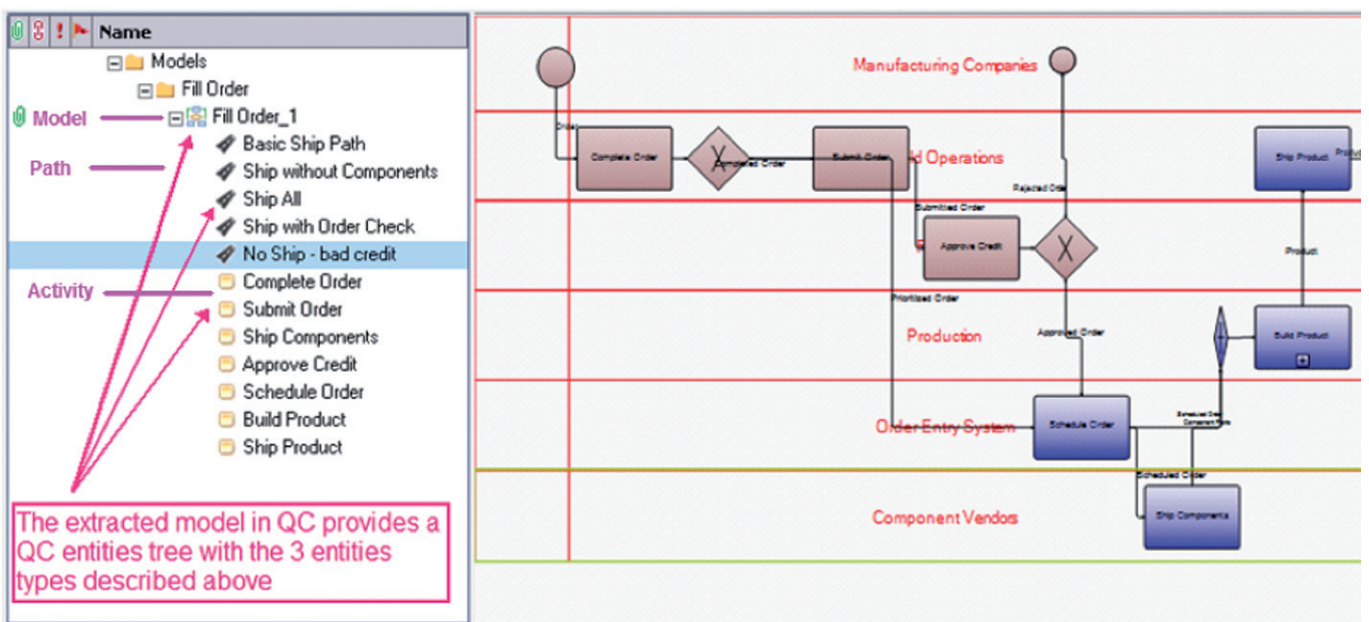 Name
Models
Fill Order
Model
Fill Order_1
Basic Ship Path
Path
Ship without Components
Ship All
Ship with Order Check
No Ship - bad credit
Activity
Complete Order
Submit Order
Ship Components
Approve Credit
Schedule Order
Build Product
Ship Product
The extracted model in QC provides a
QC entities tree with the 3 entities
types described above
Manufacturing Companies
Order
Complete Order
X
Completed Order
Submit Order
d Operations
Ship Product
Rejected
Submitted Order
Approve Credit
X
Product
Prioritized Order
Production
Approved Order
Build Product
Order Entry System
Schedule Order
Scheduled Order
Scheduled Order
Component Vendors
Ship Components